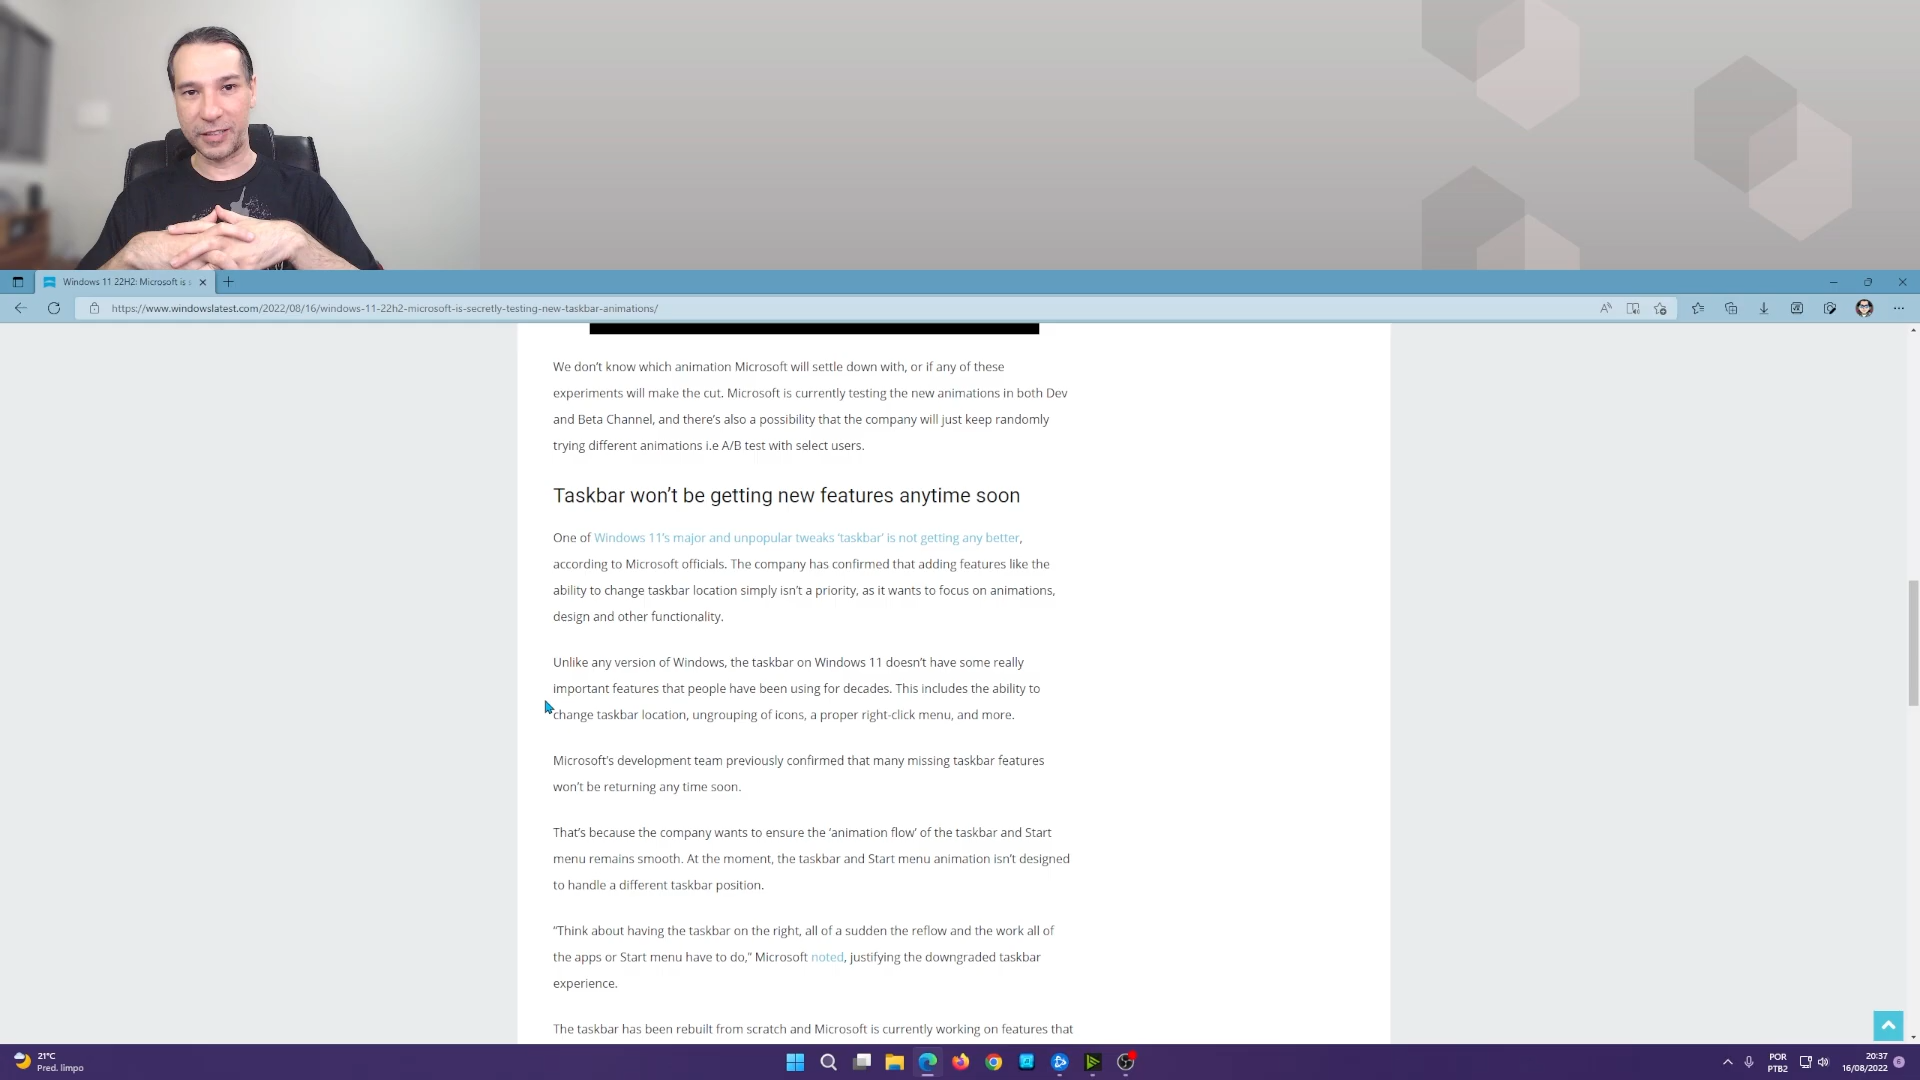 Windows 11 22H2: Microsoft is s
https://www.windowslatest.com/2022/08/16/windows-11-22h2-microsoft-is-secretly-testing-new-taskbar-animations/
We don’t know which animation Microsoft will settle down with, or if any of these
experiments will make the cut. Microsoft is currently testing the new animations in both Dev
and Beta Channel, and there’s also a possibility that the company will just keep randomly
trying different animations i.e A/B test with select users.
Taskbar won’t be getting new features anytime soon
One of Windows 11’s major and unpopular tweaks ‘taskbar’ is not getting any better,
according to Microsoft officials. The company has confirmed that adding features like the
ability to change taskbar location simply isn’t a priority, as it wants to focus on animations,
design and other functionality.
Unlike any version of Windows, the taskbar on Windows 11 doesn’t have some really
important features that people have been using for decades. This includes the ability to
change taskbar location, ungrouping of icons, a proper right-click menu, and more.
Microsoft’s development team previously confirmed that many missing taskbar features
won’t be returning any time soon.
That’s because the company wants to ensure the ‘animation flow’ of the taskbar and Start
menu remains smooth. At the moment, the taskbar and Start menu animation isn’t designed
to handle a different taskbar position.
“Think about having the taskbar on the right, all of a sudden the reflow and the work all of
the apps or Start menu have to do,” Microsoft noted, justifying the downgraded taskbar
experience.
The taskbar has been rebuilt from scratch and Microsoft is currently working on features that
21°C
Pred. limpo
POR
PTB2
20:37
16/08/2022